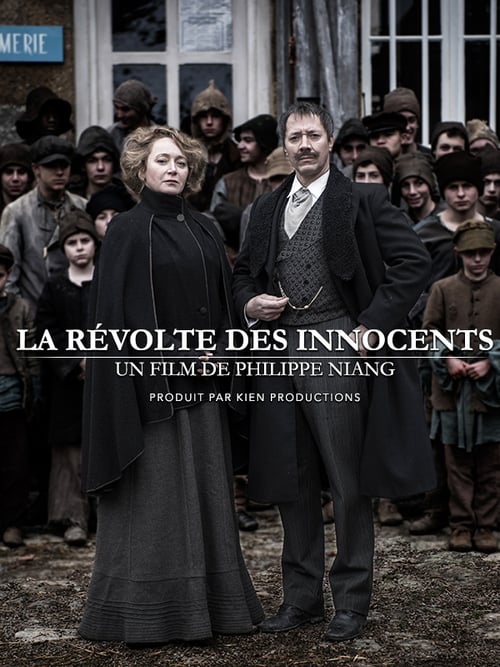 MERIE
LA RÉVOLTE DES INNOCENTS
UN FILM DE PHILIPPE NIANG
PRODUIT PAR KIEN PRODUCTIONS